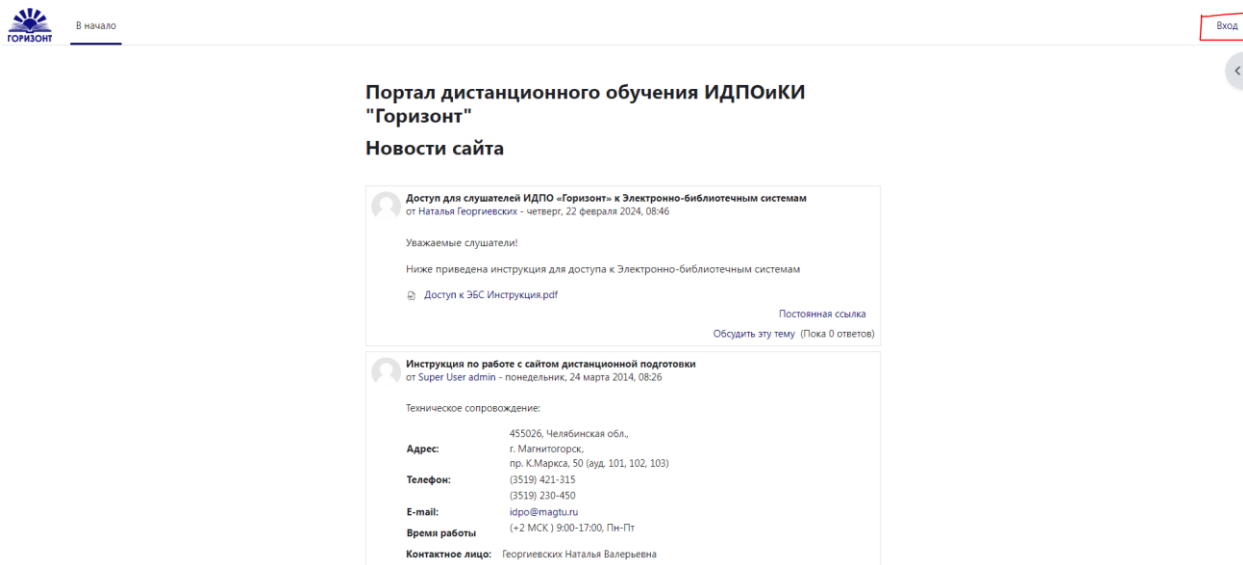 ГОРИЗОНТ
В начало
Вход
Портал дистанционного обучения ИДПОиКИ
"Горизонт"
Новости сайта
Доступ для слушателей ИДПО «Горизонт» к Электронно-библиотечным системам
от Наталья Георгиевских - четверг, 22 февраля 2024, 08:46
Уважаемые слушатели!
Ниже приведена инструкция для доступа к Электронно-библиотечным системам
Доступ к ЭБС Инструкция.pdf
Постоянная ссылка
Обсудить эту тему (Пока 0 ответов)
Инструкция по работе с сайтом дистанционной подготовки
от Super User admin - понедельник, 24 марта 2014, 08:26
Техническое сопровождение:
455026, Челябинская обл.,
Адрес: г. Магнитогорск,
пр. К.Маркса, 50 (ауд. 101, 102, 103)
Телефон: (3519) 421-315
(3519) 230-450
E-mail: idpo@magtu.ru
Время работы (+2 МСК ) 9:00-17:00, Пн-Пт
Контактное лицо: Георгиевских Наталья Валерьевна